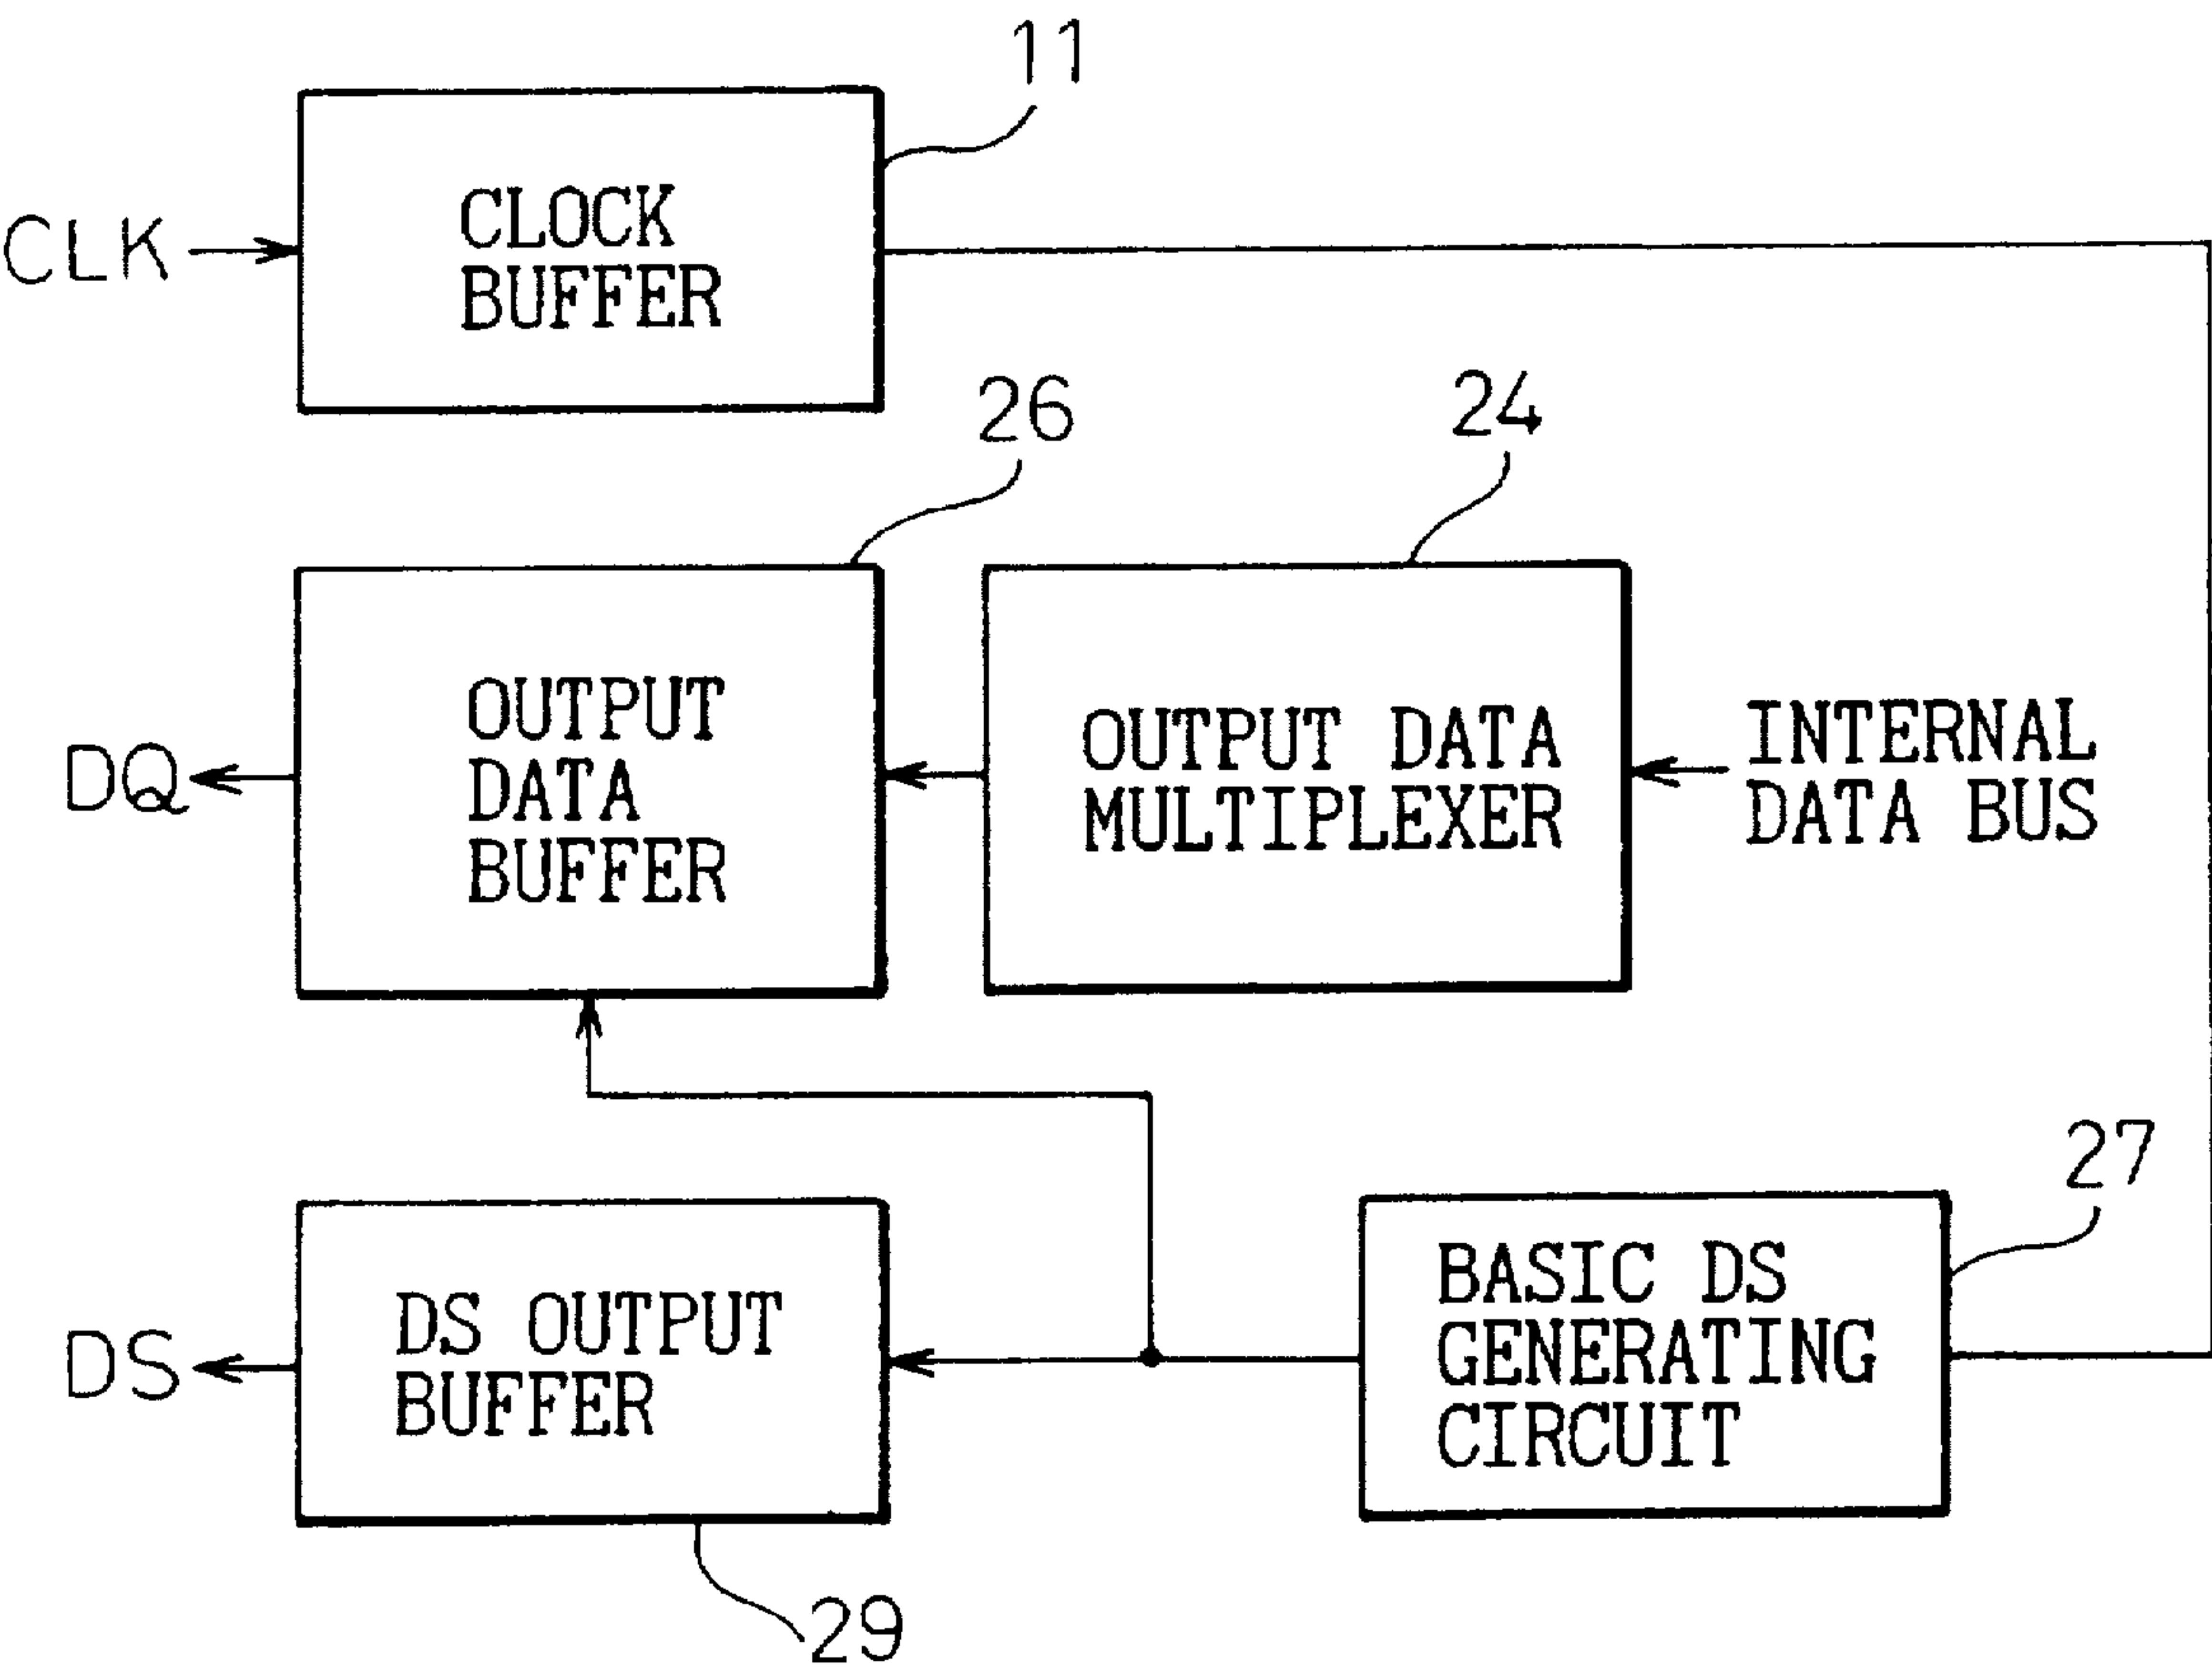 11
CLK
CLOCK
BUFFER
26
24
DQ
OUTPUT
DATA
BUFFER
OUTPUT DATA
MULTIPLEXER
INTERNAL
DATA BUS
27
DS
DS OUTPUT
BUFFER
BASIC DS
GENERATING
CIRCUIT
29